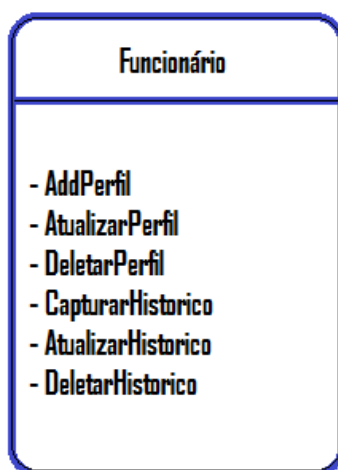 Funcionário
- AddPerfil
- AtualizarPerfil
- DeletarPerfil
- CapturarHistorico
- AtualizarHistorico
- DeletarHistorico